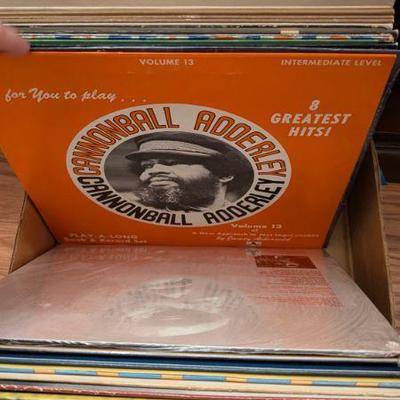 VOLUME 13
INTERMEDIATE LEVEL
for You to play . . .
8
GREATEST
HITS!
CANNONBALL ADDERLEY
CANNONBALL ADDERLEY
Volume 13
of
A New Approach to Jazz Improvisation
by Jamey Aebersold
PLAY-A-LONG
Book & Record Set